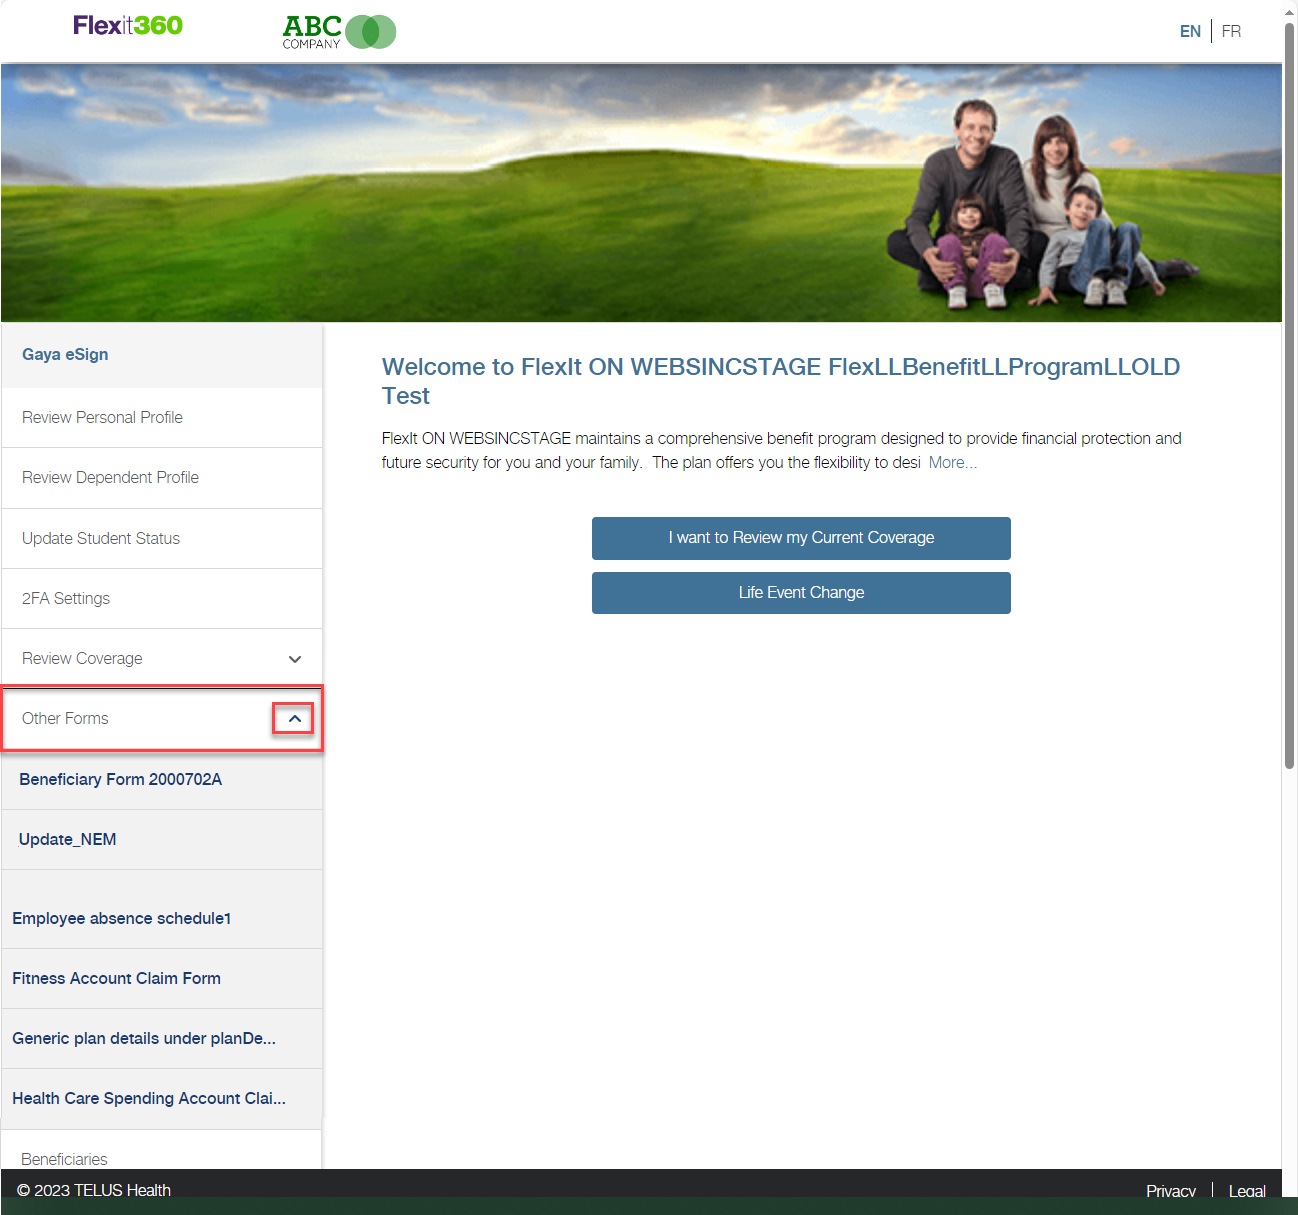 Flexit360
ABC
COMPANY
EN
FR
Gaya eSign
Review Personal Profile
Review Dependent Profile
Update Student Status
2FA Settings
Review Coverage
Other Forms
Beneficiary Form 2000702A
Update_NEM
Employee absence schedule1
Fitness Account Claim Form
Generic plan details under planDe...
Health Care Spending Account Clai...
Beneficiaries
Welcome to FlexIt ON WEBSINCSTAGE FlexLLBenefitLLProgramLLOLD
Test
FlexIt ON WEBSINCSTAGE maintains a comprehensive benefit program designed to provide financial protection and
future security for you and your family. The plan offers you the flexibility to desi More...
I want to Review my Current Coverage
Life Event Change
© 2023 TELUS Health
Privacy
Legal